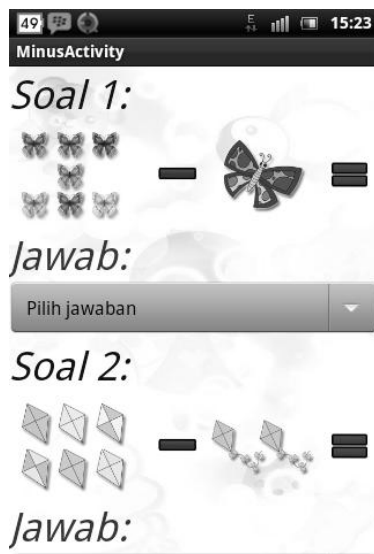 49
E
15:23
MinusActivity
Soal 1:
Jawab:
Pilih jawaban
Soal 2:
Jawab: